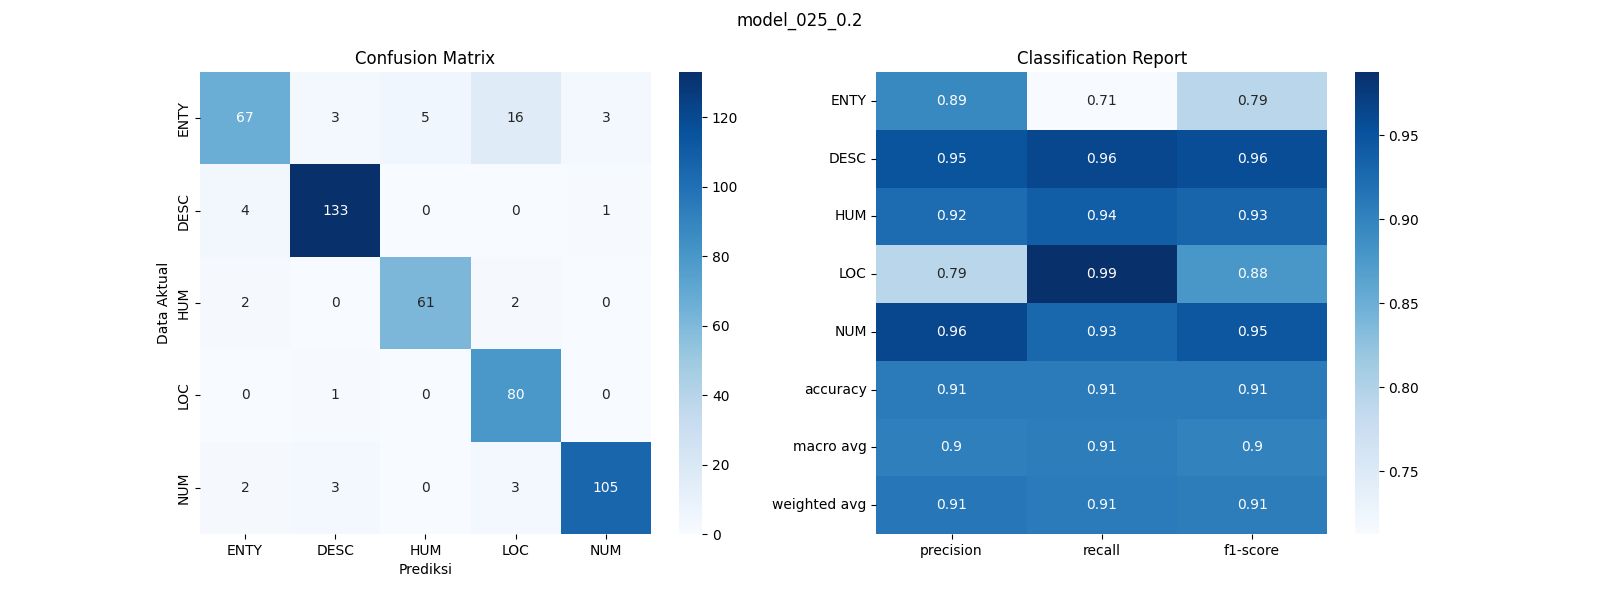 model_025_0.2
Confusion Matrix
ENTY 67 3 5 16 3
DESC 4 133 0 0 1
HUM 2 0 61 2 0
LOC 0 1 0 80 0
NUM 2 3 0 3 105
ENTY DESC HUM LOC NUM
Prediksi
Data Aktual
120
100
80
60
40
20
0
Classification Report
ENTY 0.89 0.71 0.79
DESC 0.95 0.96 0.96
HUM 0.92 0.94 0.93
LOC 0.79 0.99 0.88
NUM 0.96 0.93 0.95
accuracy 0.91 0.91 0.91
macro avg 0.9 0.91 0.9
weighted avg 0.91 0.91 0.91
precision recall f1-score
0.95
0.90
0.85
0.80
0.75